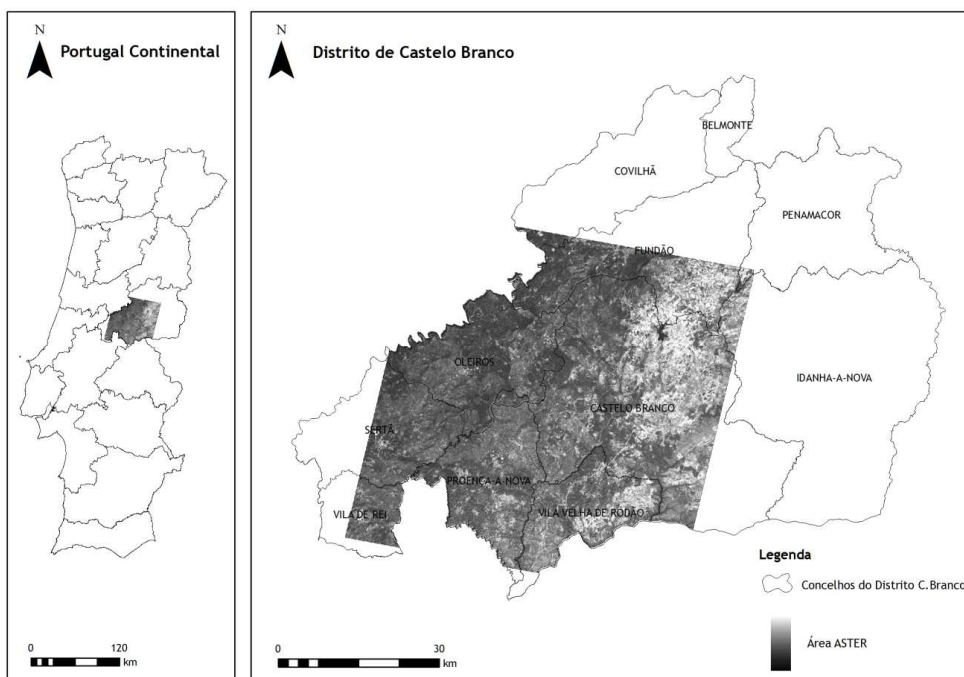 N
Portugal Continental
0 120
km
N
Distrito de Castelo Branco
BELMONTE
COVILHÃ
PENAMACOR
FUNDÃO
OLEIROS
IDANHA-A-NOVA
CASTELO BRANCO
SERTÃ
PROENÇA-A-NOVA
VILA DE REI
VILA VELHA DE RODÃO
Legenda
Concelhos do Distrito C.Branco
Área ASTER
0 30
km